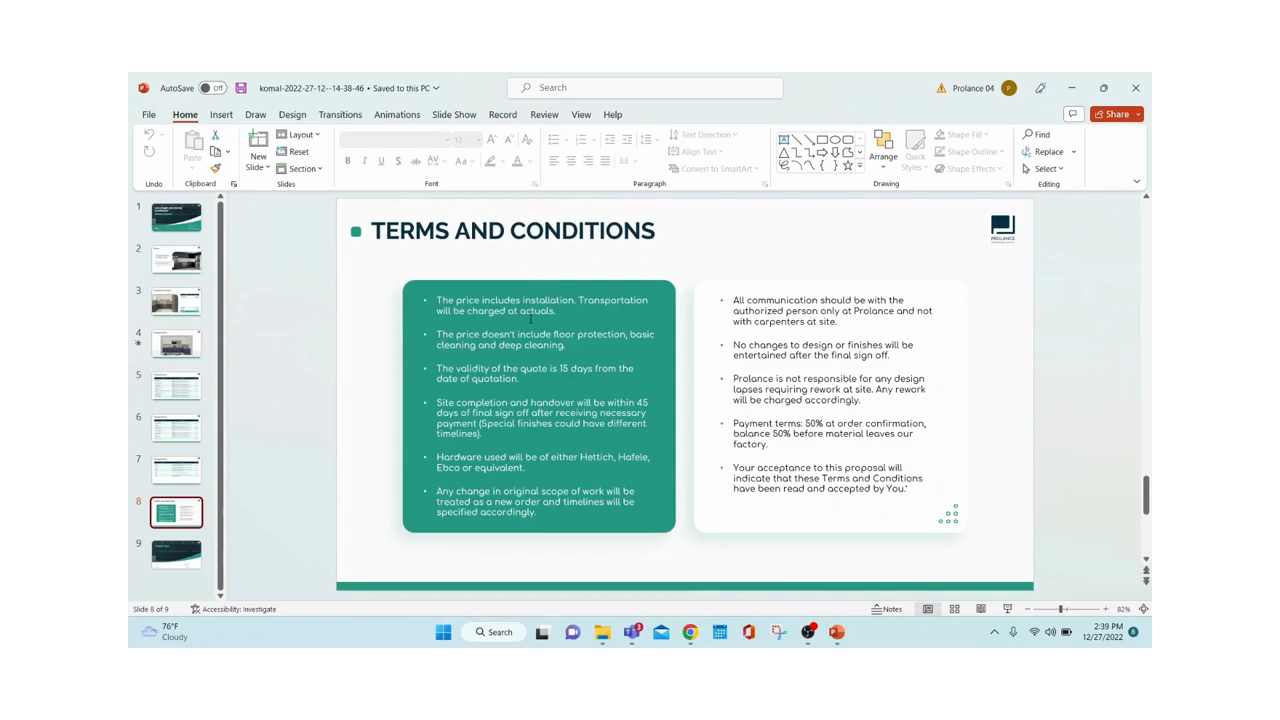 AutoSave Off komal-2022-27-12--14-38-46 • Saved to this PC Search Prolance 04 P
File Home Insert Draw Design Transitions Animations Slide Show Record Review View Help Share
Paste New Slide Layout Reset Section 12 Text Direction Align Text Convert to SmartArt Arrange Quick Styles Shape Fill Shape Outline Shape Effects Find Replace Select
Undo Clipboard Slides Font Paragraph Drawing Editing
1
2
3
4
5
6
7
8
9
TERMS AND CONDITIONS
PROLANCE
• The price includes installation. Transportation
will be charged at actuals.
• The price doesn't include floor protection, basic
cleaning and deep cleaning.
• The validity of the quote is 15 days from the
date of quotation.
• Site completion and handover will be within 45
days of final sign off after receiving necessary
payment (Special finishes could have different
timelines).
• Hardware used will be of either Hettich, Hafele,
Ebco or equivalent.
• Any change in original scope of work will be
treated as a new order and timelines will be
specified accordingly.
• All communication should be with the
authorized person only at Prolance and not
with carpenters at site.
• No changes to design or finishes will be
entertained after the final sign off.
• Prolance is not responsible for any design
lapses requiring rework at site. Any rework
will be charged accordingly.
• Payment terms: 50% at order confirmation,
balance 50% before material leaves our
factory.
• Your acceptance to this proposal will
indicate that these Terms and Conditions
have been read and accepted by You.'
Slide 8 of 9 Accessibility: Investigate Notes 82%
76°F
Cloudy
Search
3
2:39 PM
12/27/2022
8